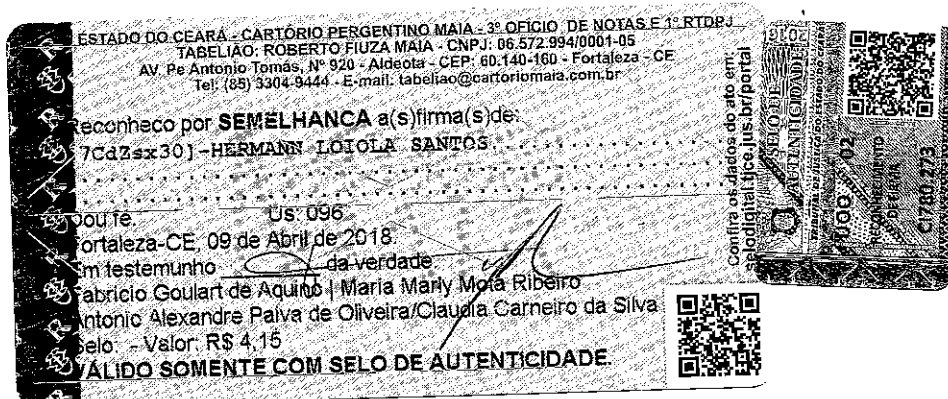 ESTADO DO CEARÁ - CARTÓRIO PERGENTINO MAIA - 3º OFÍCIO DE NOTAS E 1º RTDPJ
TABELIÃO: ROBERTO FIUZA MAIA - CNPJ: 06.572.994/0001-05
AV. Pe Antonio Tomás, Nº 920 - Aldeota - CEP: 60.140-160 - Fortaleza - CE
Tel: (85) 3304-9444 - E-mail: tabeliao@cartoriomaia.com.br
Reconheco por SEMELHANCA a(s)firma(s)de:
7CdZsx30]-HERMANN LOIOLA SANTOS
Dou fé. Us: 096
Fortaleza-CE, 09 de Abril de 2018.
Em testemunho da verdade
Fabricio Goulart de Aquino | Maria Marly Mota Ribeiro
Antonio Alexandre Paiva de Oliveira/Claudia Carneiro da Silva
Selo: - Valor: R$ 4,15
VÁLIDO SOMENTE COM SELO DE AUTENTICIDADE.
Confira os dados do ato em:
selodigital.tjce.jus.br/portal
SELO DE
AUTENTICIDADE
02
RECONHECIMENTO
DE FIRMA